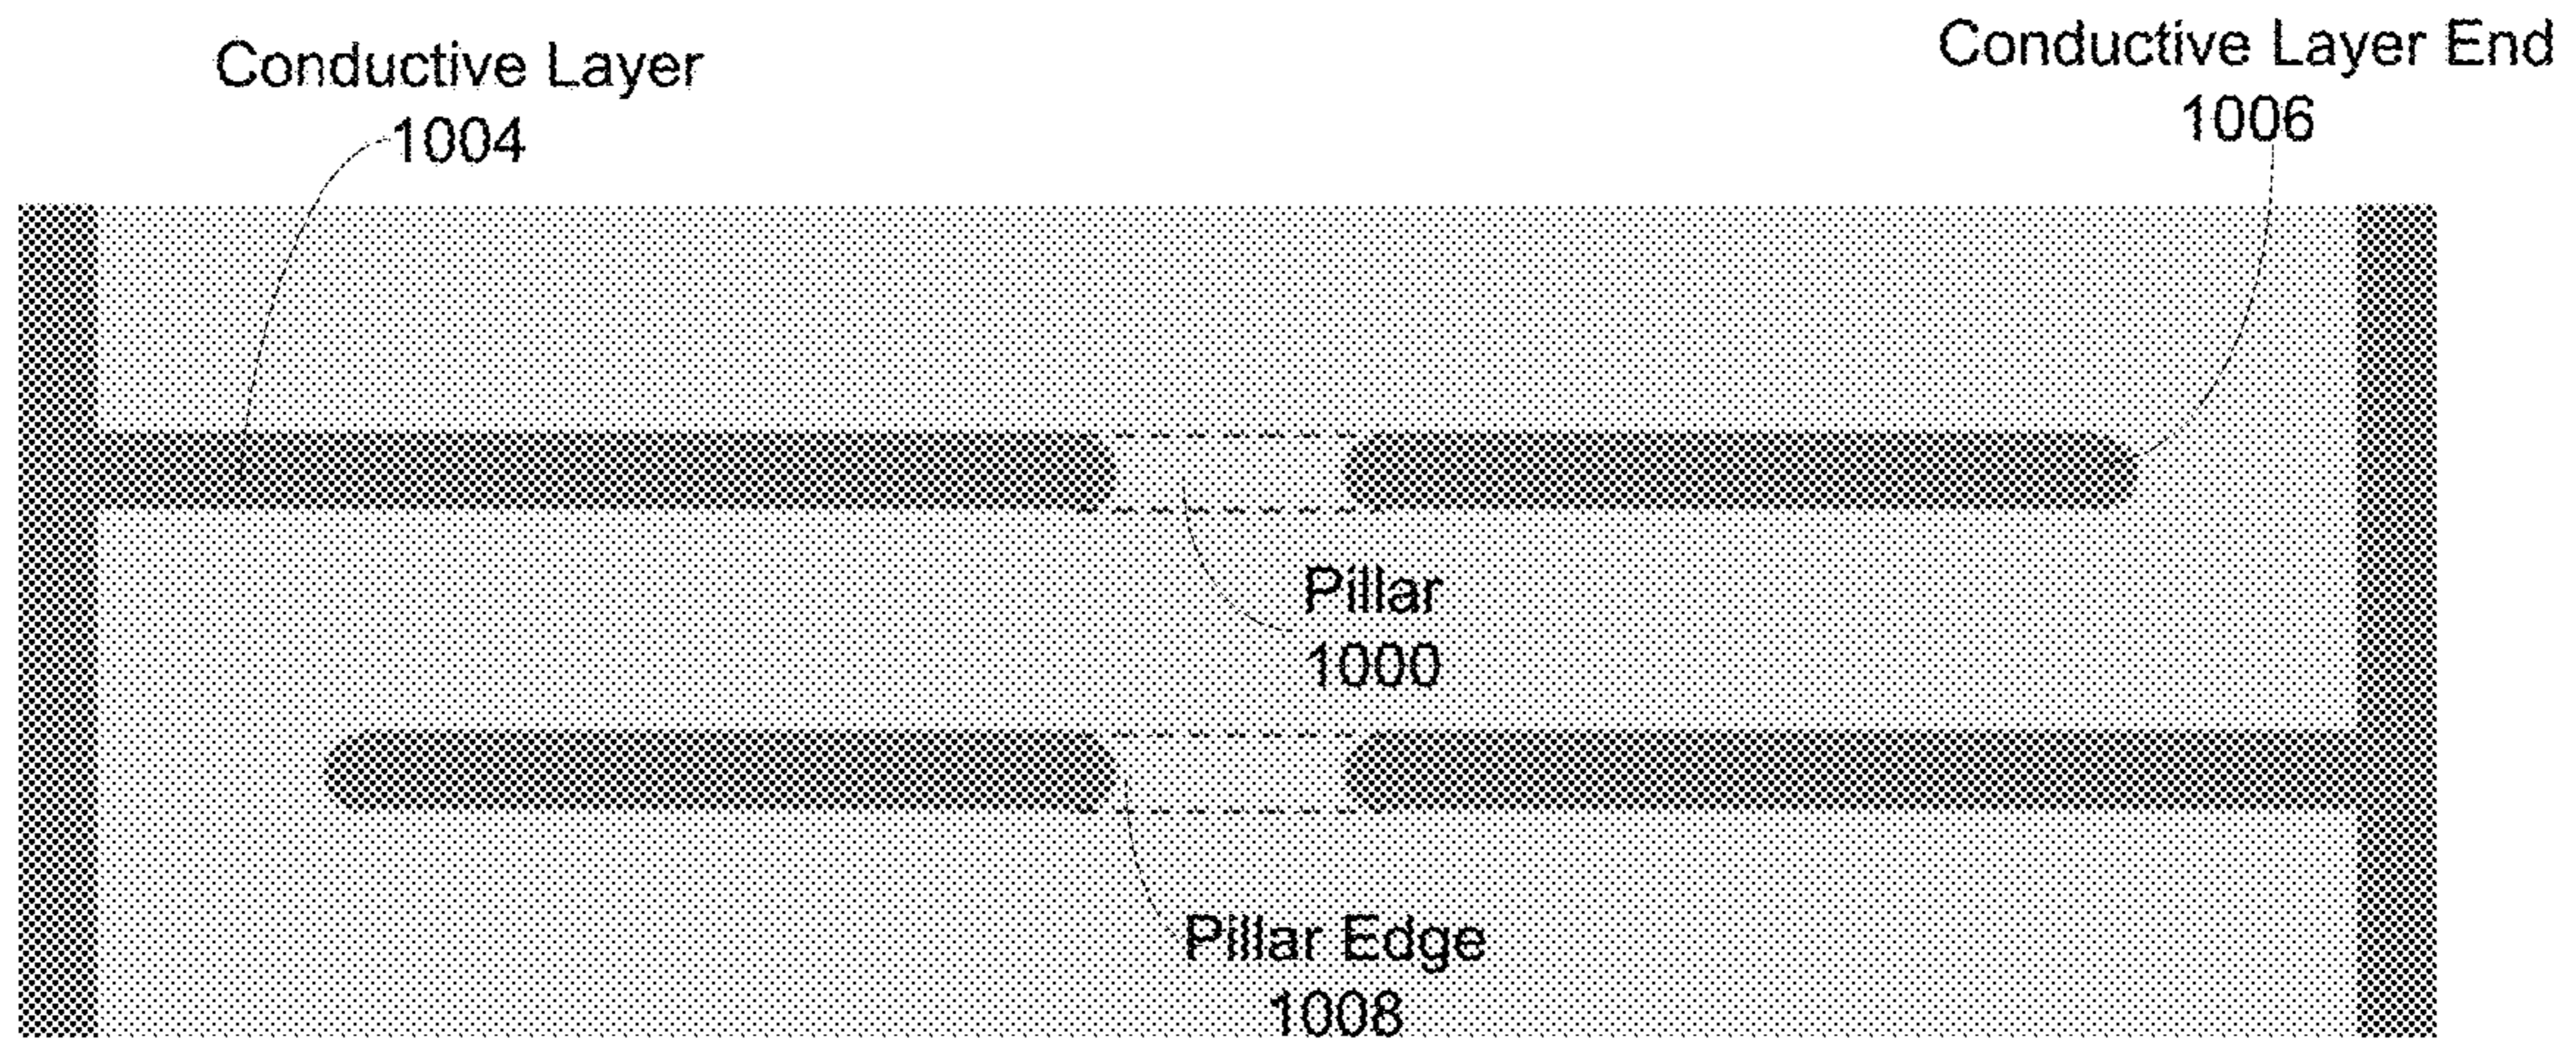 Conductive Layer
1004
Conductive Layer End
1006
Pillar
1000
Pillar Edge
1008